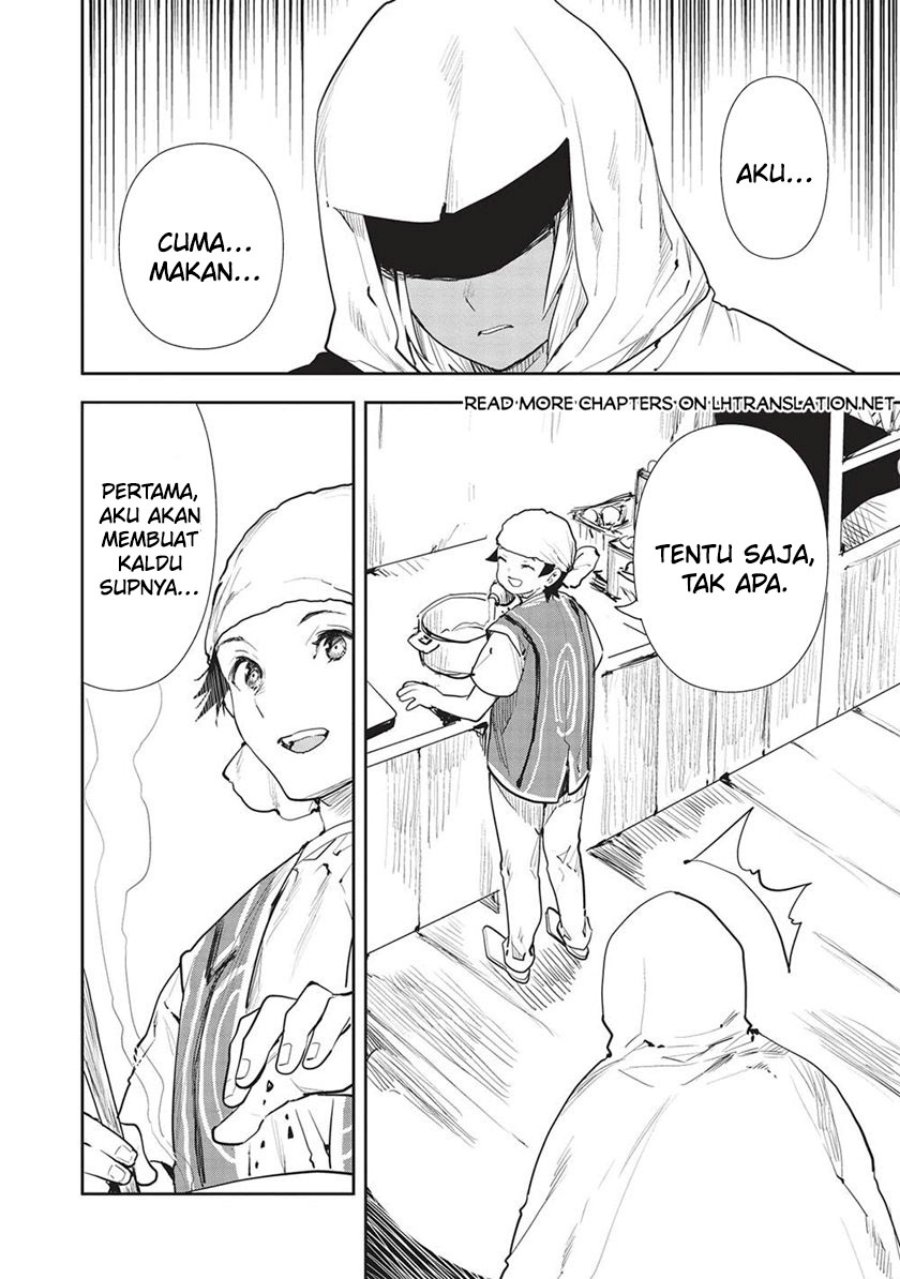 AKU...
CUMA...
MAKAN...
READ MORE CHAPTERS ON LHTRANSLATION.NET
TENTU SAJA,
TAK APA.
PERTAMA,
AKU AKAN
MEMBUAT
KALDU
SUPNYA...